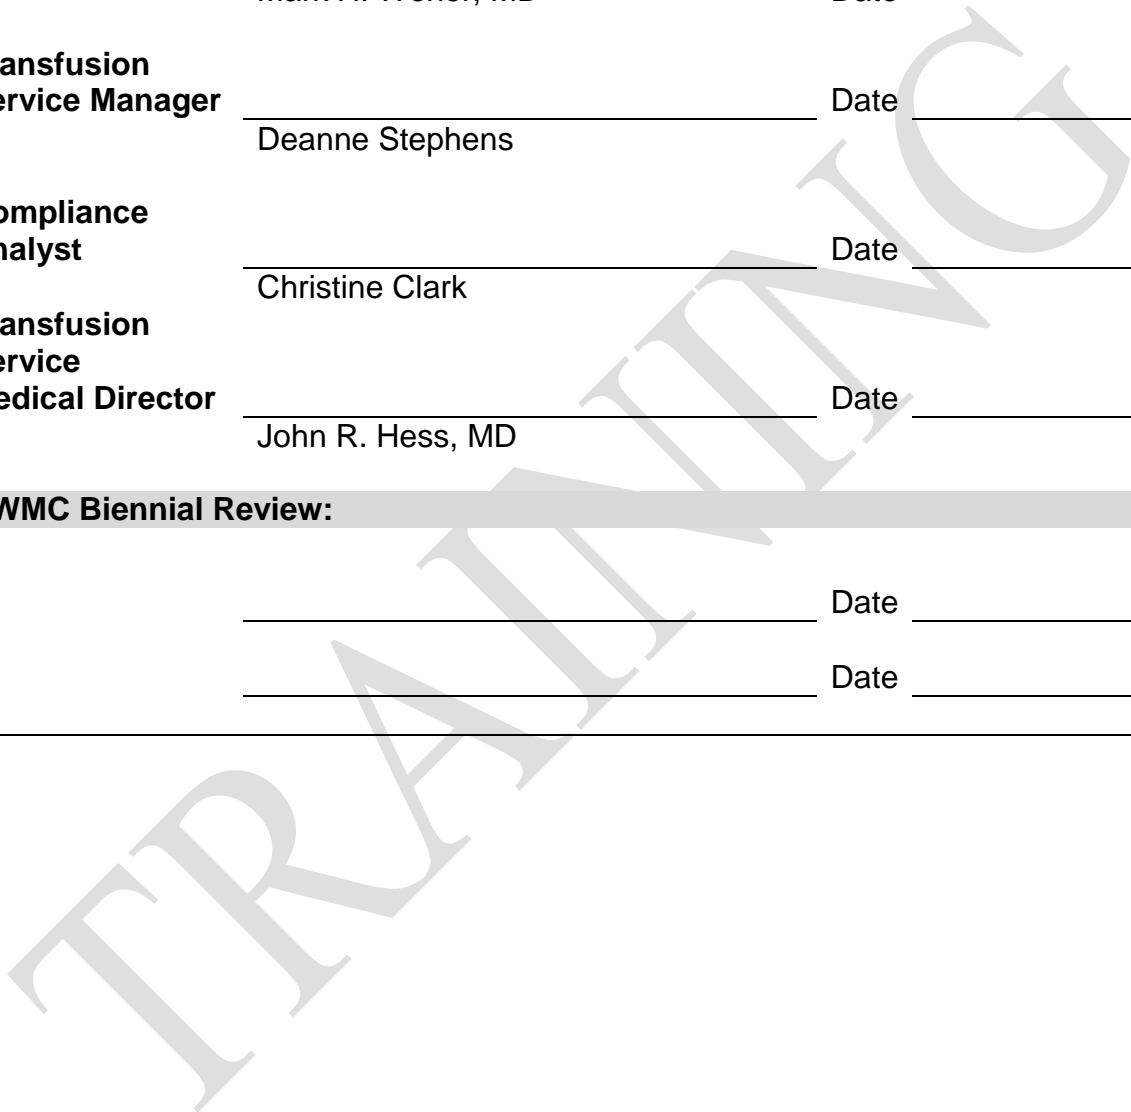 ansfusion
ervice Manager Date
Deanne Stephens
ompliance
nalyst Date
Christine Clark
ansfusion
ervice
edical Director Date
John R. Hess, MD
WMC Biennial Review:
Date
Date
TRAINING